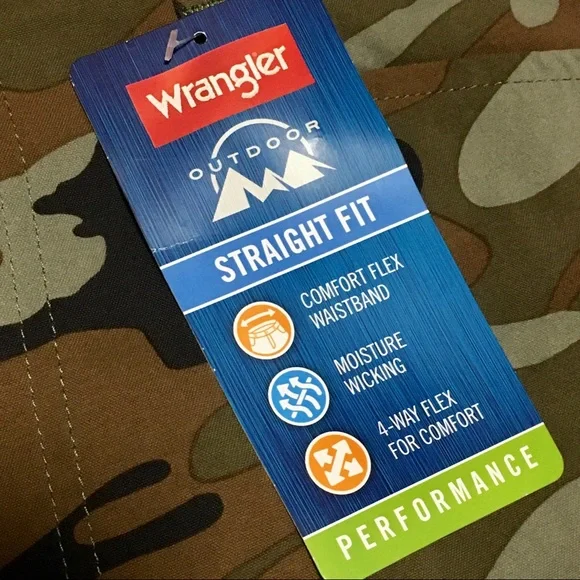 Wrangler
OUTDOOR
STRAIGHT FIT
COMFORT FLEX
WAISTBAND
MOISTURE
WICKING
4-WAY FLEX
FOR COMFORT
PERFORMANCE